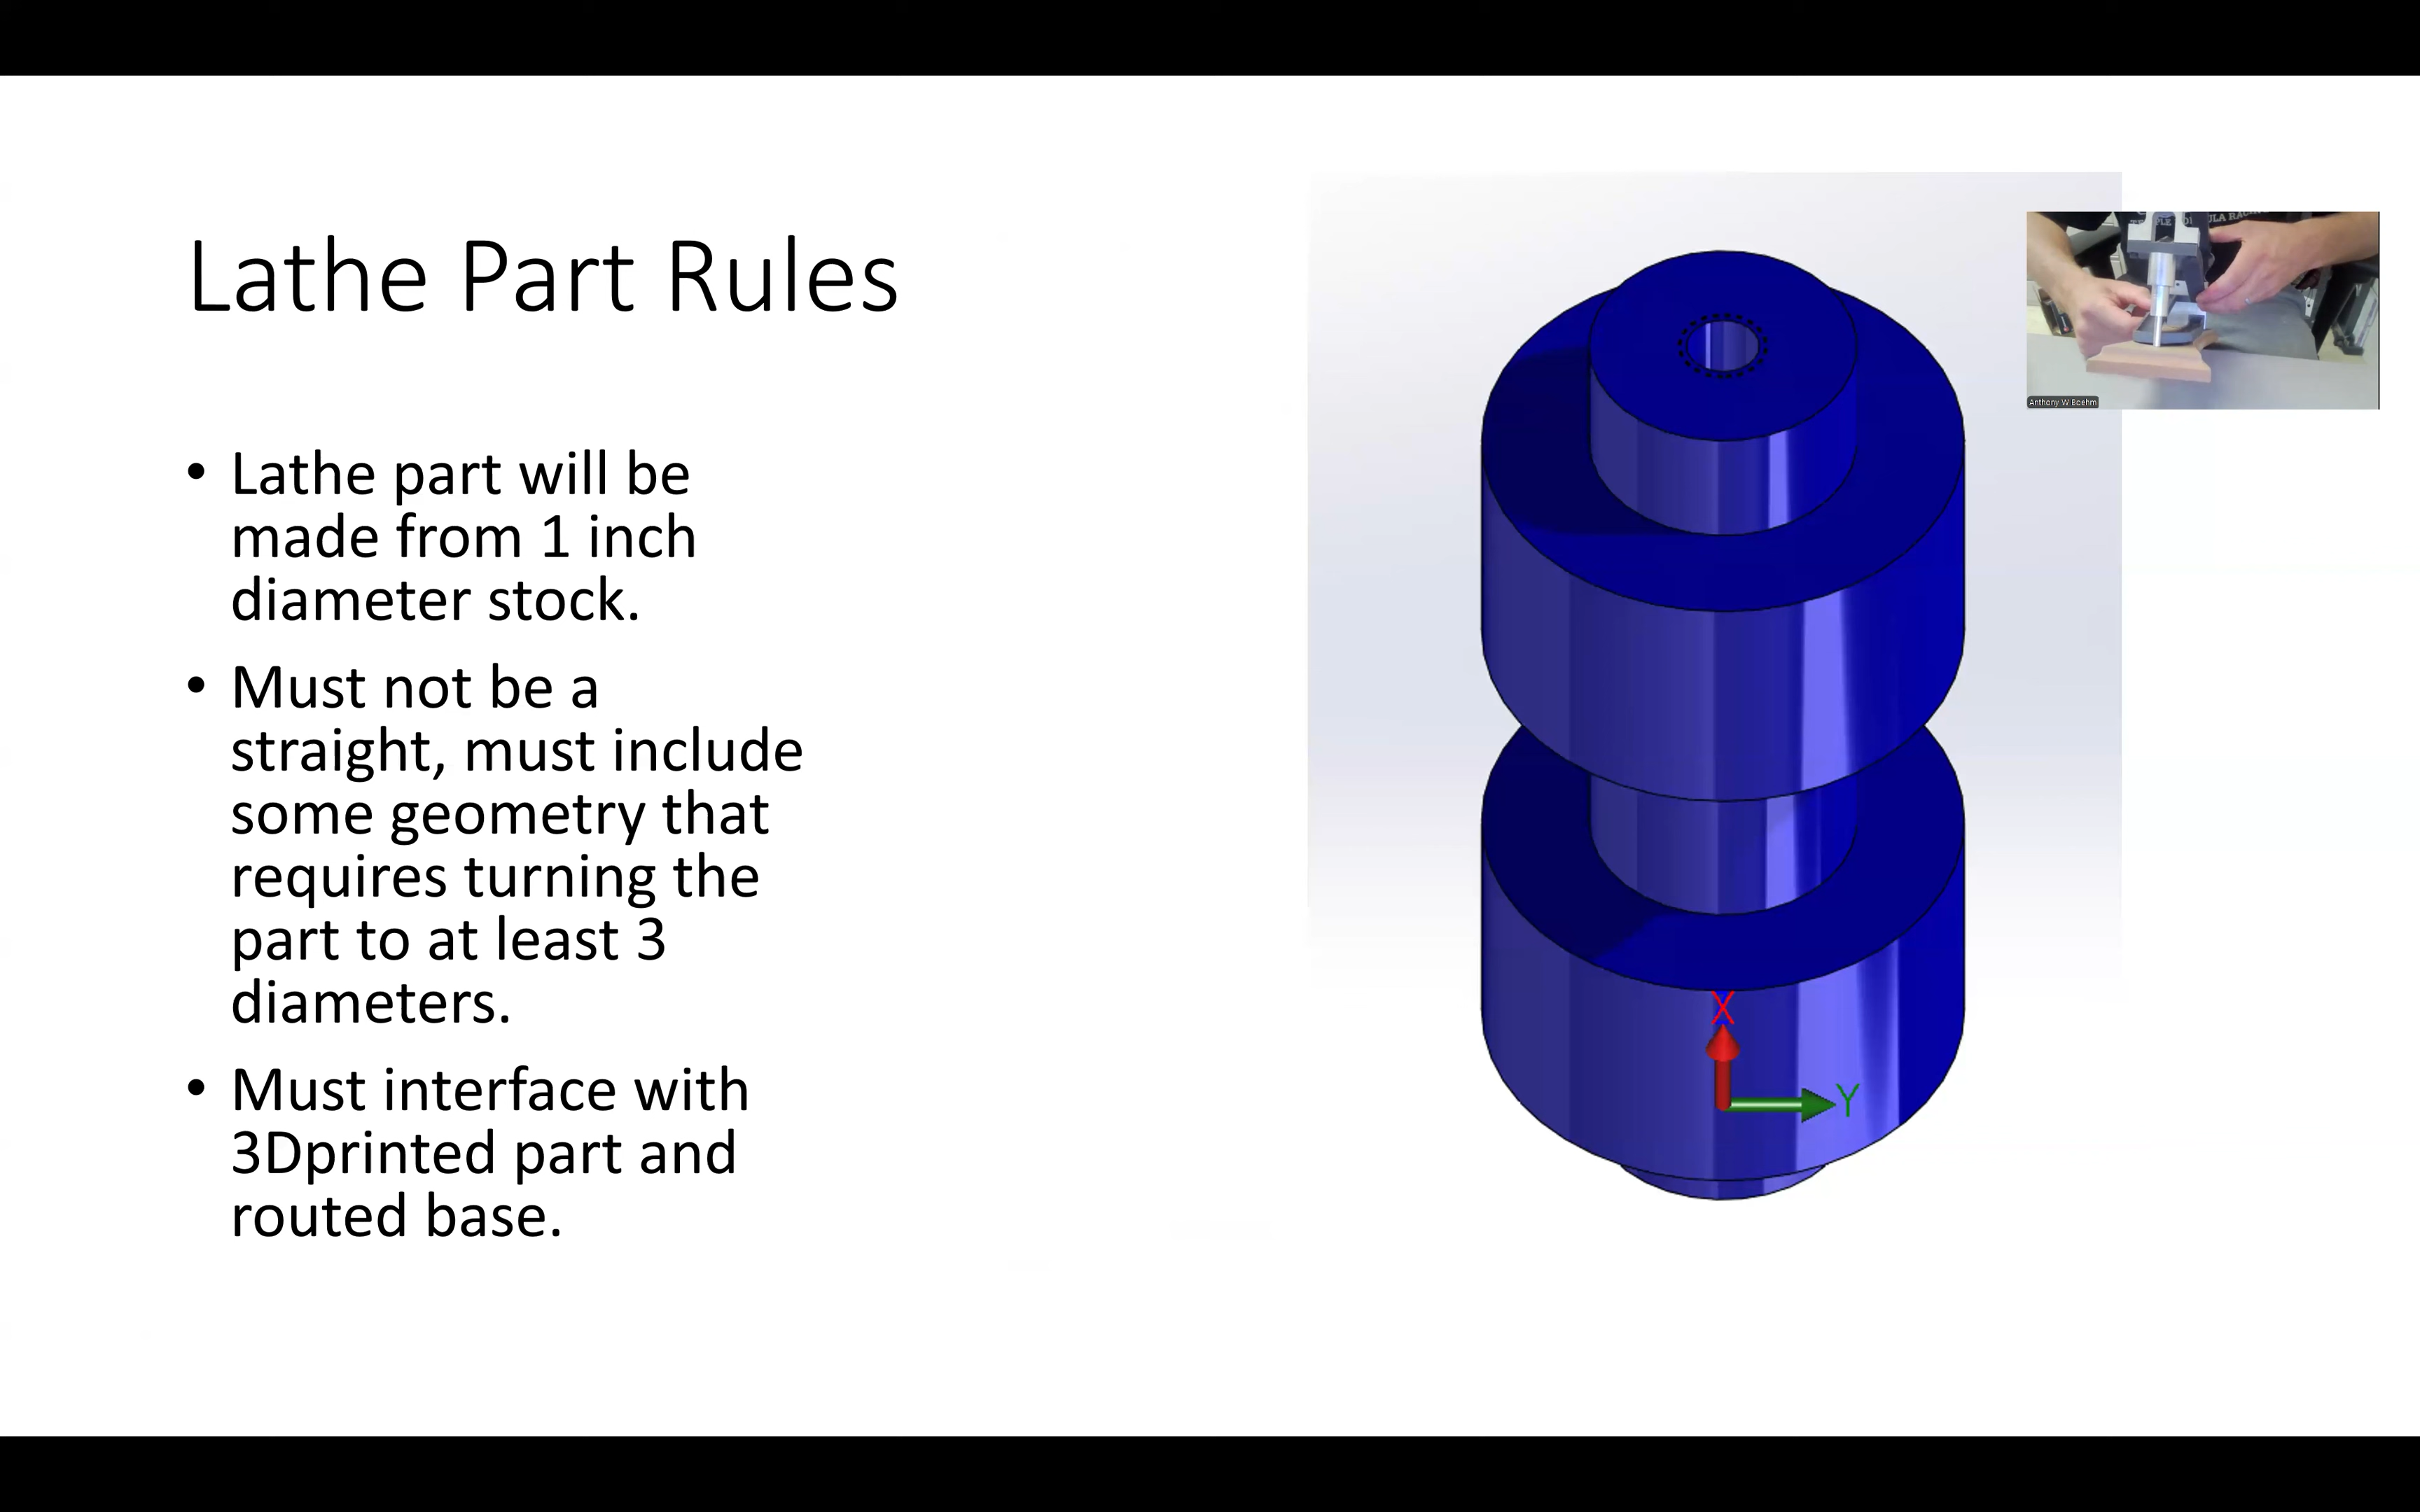 Lathe Part Rules
• Lathe part will be
made from 1 inch
diameter stock.
• Must not be a
straight, must include
some geometry that
requires turning the
part to at least 3
diameters.
• Must interface with
3Dprinted part and
routed base.
X
Y
ULA RACING
Anthony W Boehm